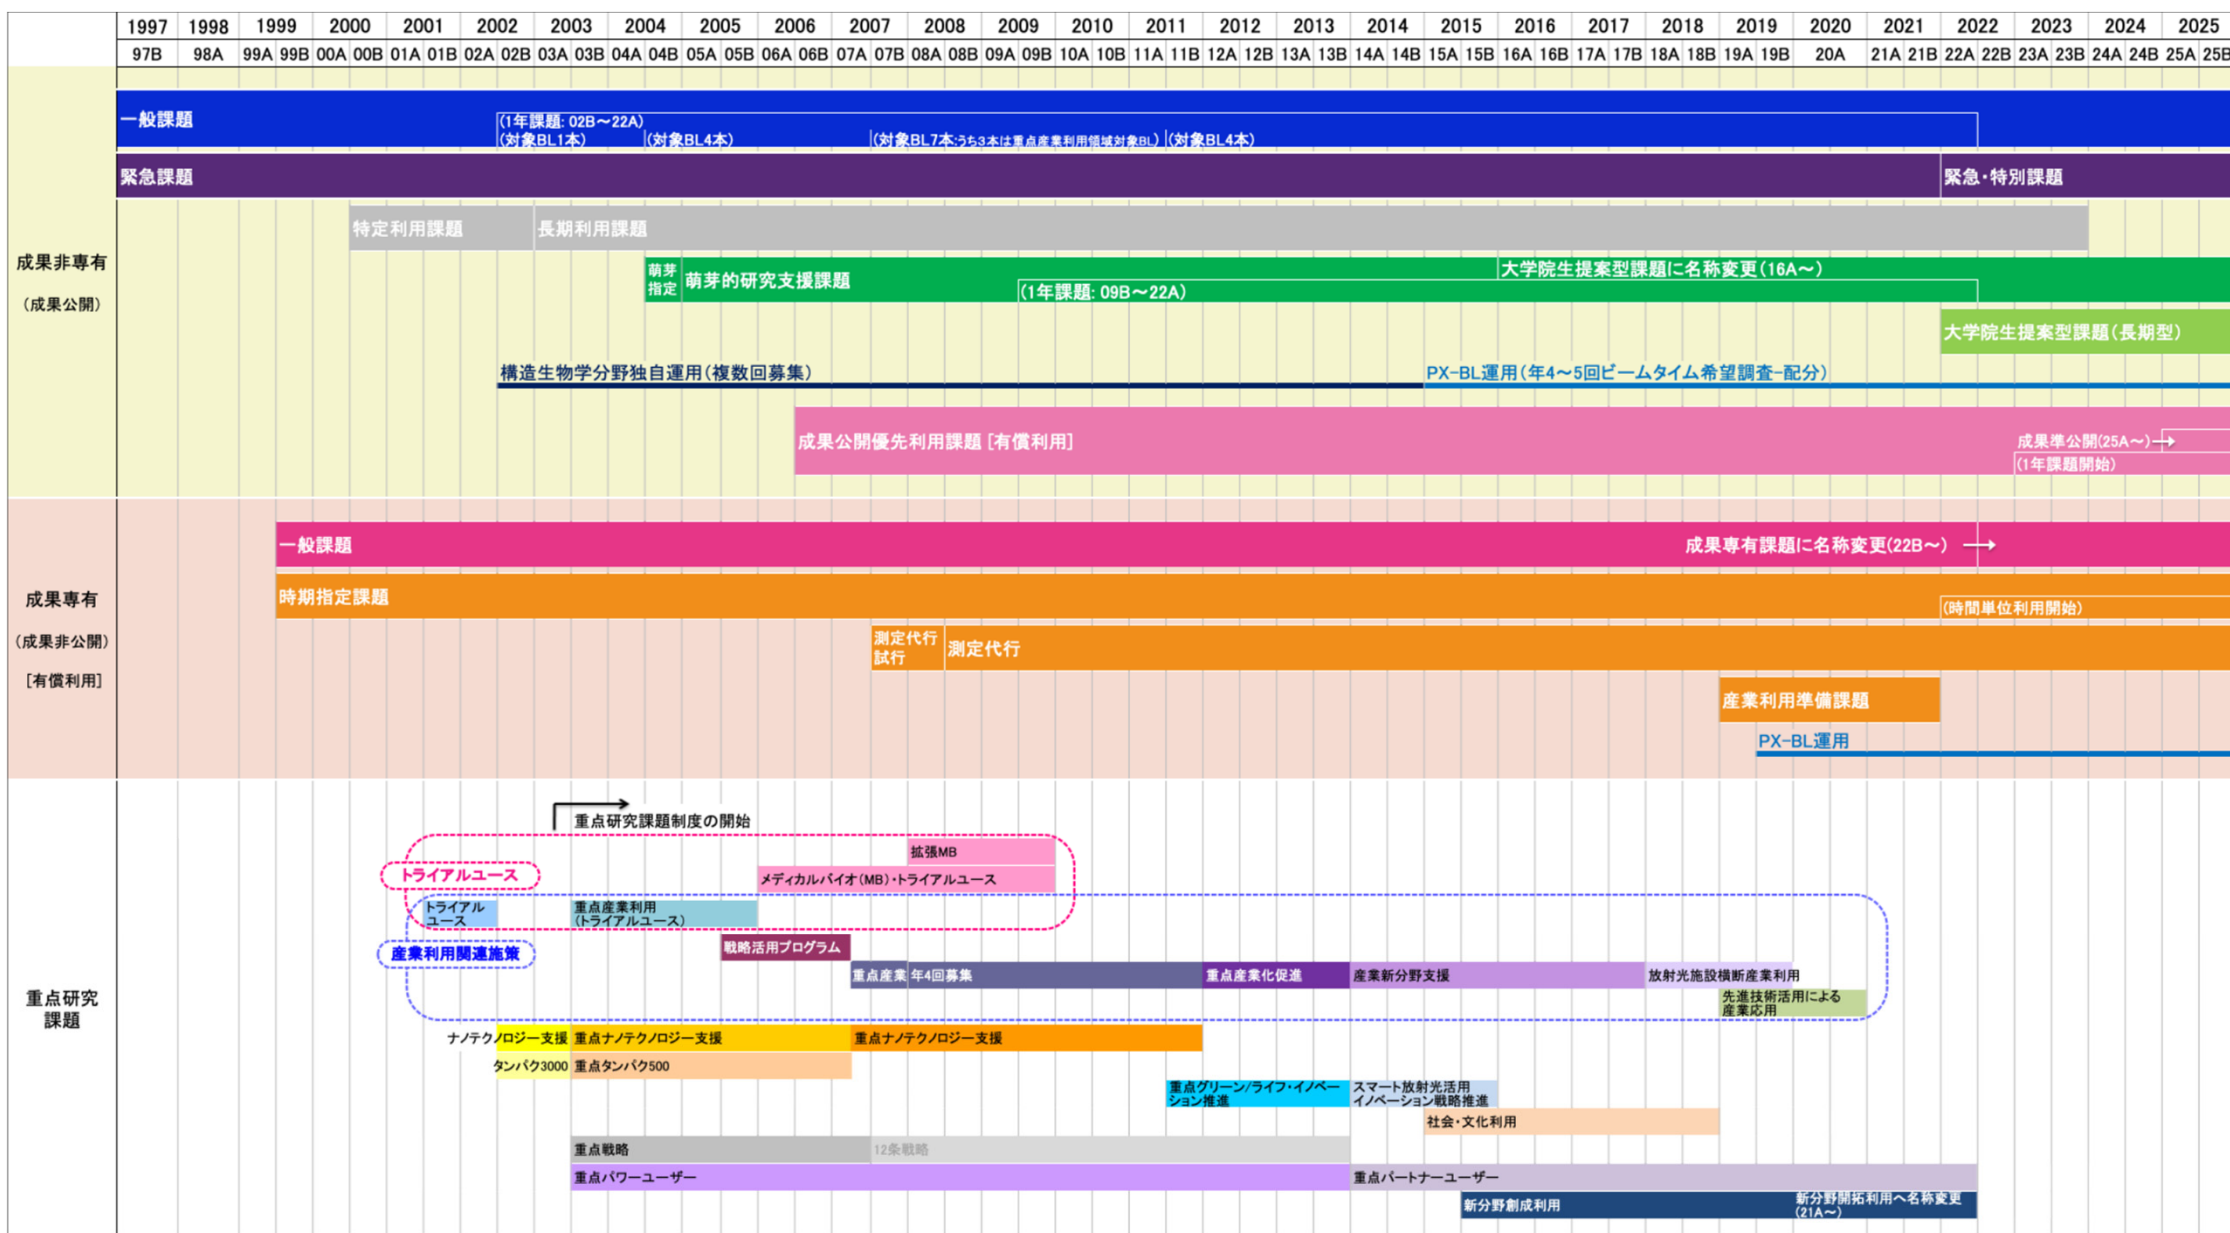 1997 1998 1999 2000 2001 2002 2003 2004 2005 2006 2007 2008 2009 2010 2011 2012 2013 2014 2015 2016 2017 2018 2019 2020 2021 2022 2023 2024 2025
97B 98A 99A 99B 00A 00B 01A 01B 02A 02B 03A 03B 04A 04B 05A 05B 06A 06B 07A 07B 08A 08B 09A 09B 10A 10B 11A 11B 12A 12B 13A 13B 14A 14B 15A 15B 16A 16B 17A 17B 18A 18B 19A 19B 20A 21A 21B 22A 22B 23A 23B 24A 24B 25A 25B
成果非専有
(成果公開)
一般課題
(1年課題: 02B～22A)
(対象BL1本) (対象BL4本) (対象BL7本:うち3本は重点産業利用領域対象BL) (対象BL4本)
緊急課題 緊急・特別課題
特定利用課題 長期利用課題
萌芽
指定
萌芽的研究支援課題
大学院生提案型課題に名称変更(16A～)
(1年課題: 09B～22A)
大学院生提案型課題(長期型)
構造生物学分野独自運用(複数回募集) PX-BL運用(年4～5回ビームタイム希望調査-配分)
成果公開優先利用課題 [有償利用] 成果準公開(25A～)→
(1年課題開始)
成果専有
(成果非公開)
[有償利用]
一般課題 成果専有課題に名称変更(22B～) →
時期指定課題
(時間単位利用開始)
測定代行
試行
測定代行
産業利用準備課題
PX-BL運用
重点研究
課題
重点研究課題制度の開始
トライアルユース
拡張MB
メディカルバイオ(MB)・トライアルユース
トライアル
ユース
重点産業利用
(トライアルユース)
産業利用関連施策
戦略活用プログラム
重点産業 年4回募集 重点産業化促進 産業新分野支援 放射光施設横断産業利用
先進技術活用による
産業応用
ナノテクノロジー支援 重点ナノテクノロジー支援 重点ナノテクノロジー支援
タンパク3000 重点タンパク500
重点グリーン/ライフ・イノベー
ション推進
スマート放射光活用
イノベーション戦略推進
社会・文化利用
重点戦略 12条戦略
重点パワーユーザー 重点パートナーユーザー
新分野創成利用
新分野開拓利用へ名称変更
(21A～)